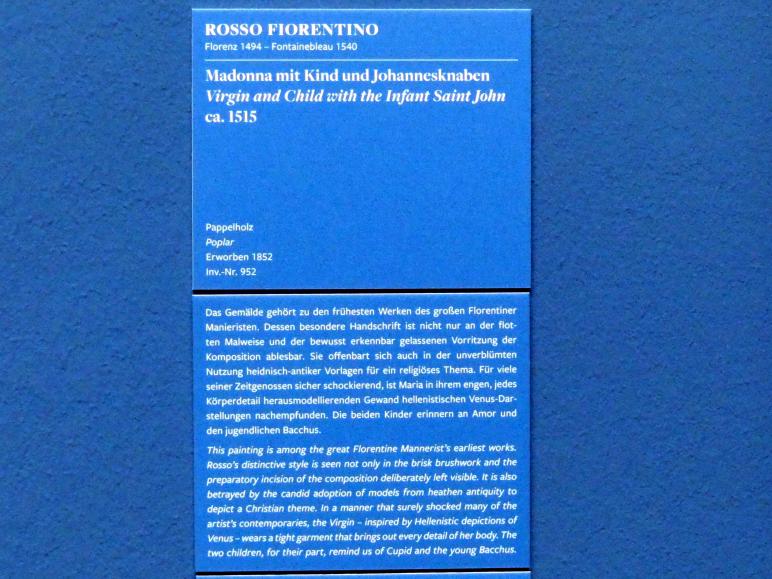 ROSSO FIORENTINO
Florenz 1494 – Fontainebleau 1540
Madonna mit Kind und Johannesknaben
Virgin and Child with the Infant Saint John
ca. 1515
Pappelholz
Poplar
Erworben 1852
Inv.-Nr. 952
Das Gemälde gehört zu den frühesten Werken des großen Florentiner
Manieristen. Dessen besondere Handschrift ist nicht nur an der flot-
ten Malweise und der bewusst erkennbar gelassenen Vorritzung der
Komposition ablesbar. Sie offenbart sich auch in der unverblümten
Nutzung heidnisch-antiker Vorlagen für ein religiöses Thema. Für viele
seiner Zeitgenossen sicher schockierend, ist Maria in ihrem engen, jedes
Körperdetail herausmodellierenden Gewand hellenistischen Venus-Dar-
stellungen nachempfunden. Die beiden Kinder erinnern an Amor und
den jugendlichen Bacchus.
This painting is among the great Florentine Mannerist's earliest works.
Rosso's distinctive style is seen not only in the brisk brushwork and the
preparatory incision of the composition deliberately left visible. It is also
betrayed by the candid adoption of models from heathen antiquity to
depict a Christian theme. In a manner that surely shocked many of the
artist's contemporaries, the Virgin – inspired by Hellenistic depictions of
Venus – wears a tight garment that brings out every detail of her body. The
two children, for their part, remind us of Cupid and the young Bacchus.